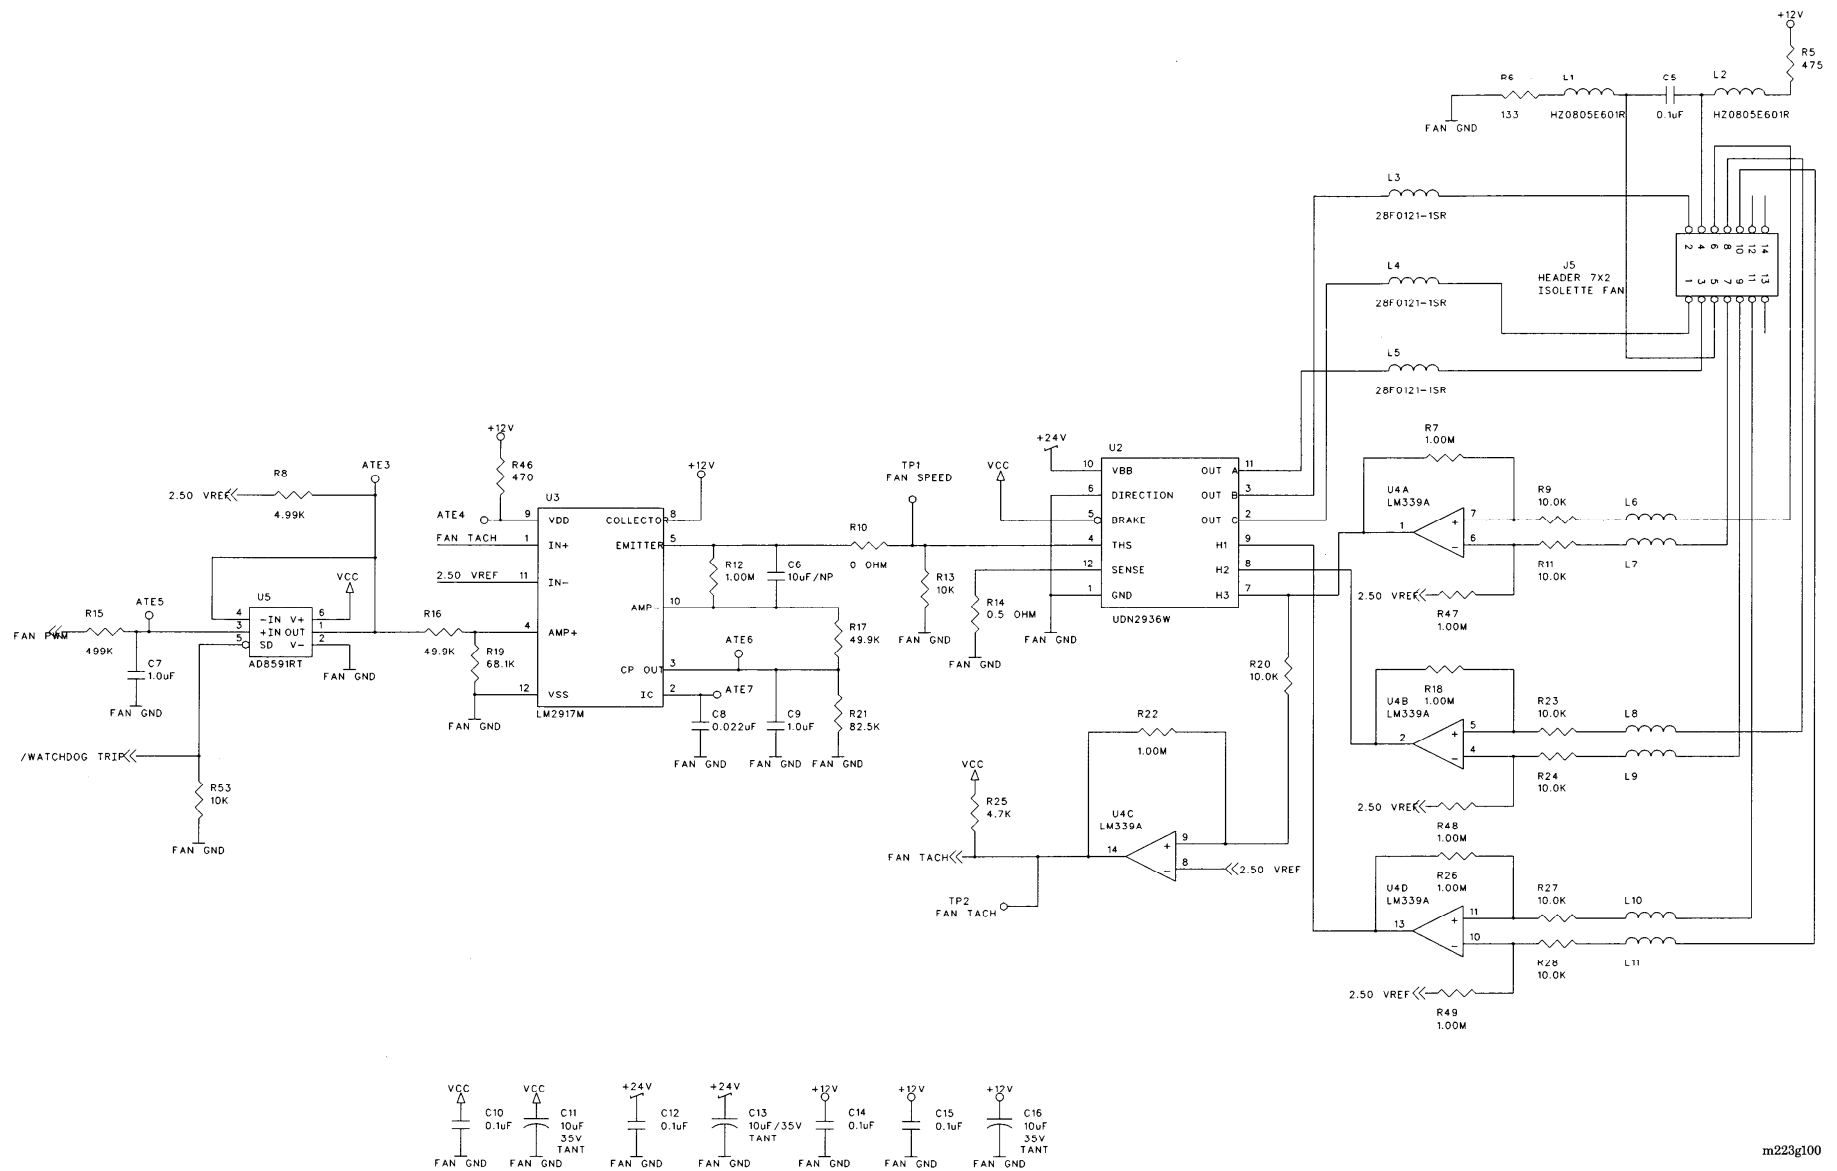 +12V
R5
475
R6
L1
C5
L2
133
HZ0805E601R
0.1uF
HZ0805E601R
FAN GND
L3
28F0121-1SR
2 4 6 8 10 12 14
J5
HEADER 7X2
ISOLETTE FAN
1 3 5 7 9 11 13
L4
28F0121-1SR
L5
28F0121-1SR
R8
2.50 VREF
4.99K
ATE3
+12V
R46
470
+12V
U3
ATE4
9 VDD
COLLECTOR 8
FAN TACH
1 IN+
EMITTER 5
2.50 VREF
11 IN-
AMP- 10
4 AMP+
CP OUT 3
12 VSS
IC 2
LM2917M
VCC
U5
4 -IN V+ 6
3 +IN OUT 1
5 SD V- 2
AD8591RT
FAN GND
ATE5
R15
FAN PWM
499K
C7
1.0uF
FAN GND
R16
49.9K
R19
68.1K
FAN GND
/WATCHDOG TRIP
R53
10K
FAN GND
R12
1.00M
C6
10uF/NP
R10
0 OHM
TP1
FAN SPEED
R13
10K
FAN GND
R17
49.9K
ATE6
ATE7
C8
0.022uF
FAN GND
C9
1.0uF
FAN GND
R21
82.5K
FAN GND
+24V
VCC
U2
10 VBB
OUT A 11
6 DIRECTION
OUT B 3
5 BRAKE
OUT C 2
4 THS
H1 9
12 SENSE
H2 8
1 GND
H3 7
UDN2936W
R14
0.5 OHM
FAN GND
FAN GND
R20
10.0K
R7
1.00M
U4A
LM339A
1
7
+
6
-
R9
10.0K
L6
R11
10.0K
L7
2.50 VREF
R47
1.00M
R18
1.00M
U4B
LM339A
2
5
+
4
-
R23
10.0K
L8
R24
10.0K
L9
2.50 VREF
R48
1.00M
R26
1.00M
U4D
LM339A
13
11
+
10
-
R27
10.0K
L10
R28
10.0K
L11
2.50 VREF
R49
1.00M
R22
1.00M
VCC
R25
4.7K
U4C
LM339A
FAN TACH
14
9
+
8
-
2.50 VREF
TP2
FAN TACH
VCC
C10
0.1uF
FAN GND
VCC
C11
10uF
35V
TANT
FAN GND
+24V
C12
0.1uF
FAN GND
+24V
C13
10uF/35V
TANT
FAN GND
+12V
C14
0.1uF
FAN GND
+12V
C15
0.1uF
FAN GND
+12V
C16
10uF
35V
TANT
FAN GND
m223g100